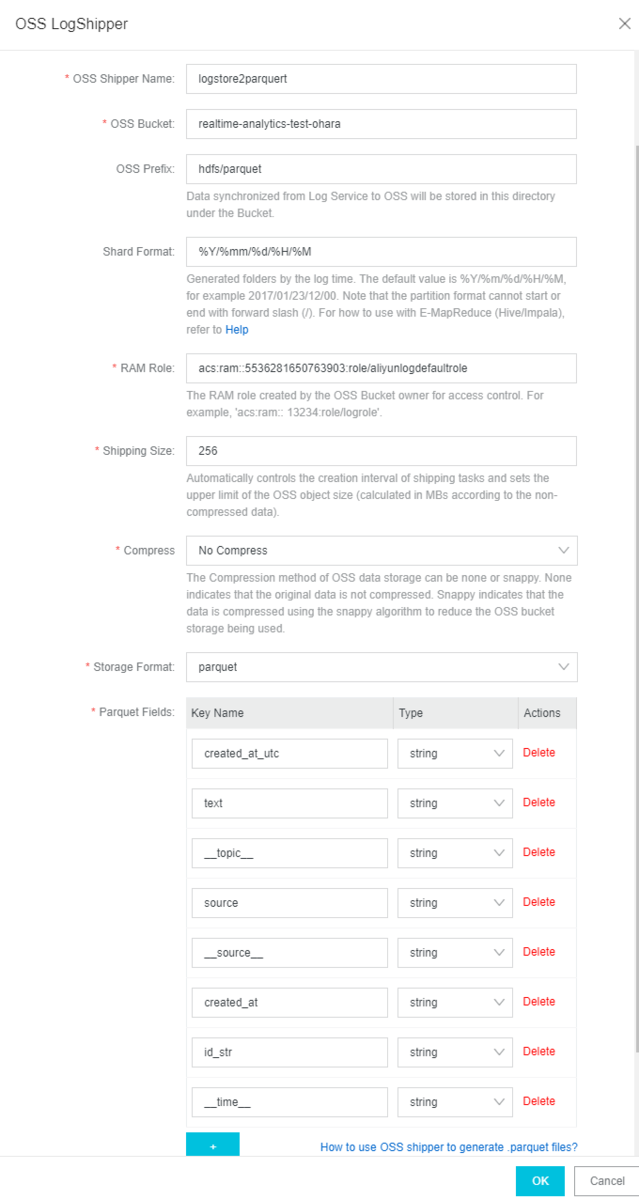 OSS LogShipper
* OSS Shipper Name: logstore2parquert
* OSS Bucket: realtime-analytics-test-ohara
OSS Prefix: hdfs/parquet
Data synchronized from Log Service to OSS will be stored in this directory
under the Bucket.
Shard Format: %Y/%mm/%d/%H/%M
Generated folders by the log time. The default value is %Y/%m/%d/%H/%M,
for example 2017/01/23/12/00. Note that the partition format cannot start or
end with forward slash (/). For how to use with E-MapReduce (Hive/Impala),
refer to Help
* RAM Role: acs:ram::5536281650763903:role/aliyunlogdefaultrole
The RAM role created by the OSS Bucket owner for access control. For
example, 'acs:ram:: 13234:role/logrole'.
* Shipping Size: 256
Automatically controls the creation interval of shipping tasks and sets the
upper limit of the OSS object size (calculated in MBs according to the non-
compressed data).
* Compress No Compress
The Compression method of OSS data storage can be none or snappy. None
indicates that the original data is not compressed. Snappy indicates that the
data is compressed using the snappy algorithm to reduce the OSS bucket
storage being used.
* Storage Format: parquet
* Parquet Fields: Key Name Type Actions
created_at_utc string Delete
text string Delete
__topic__ string Delete
source string Delete
__source__ string Delete
created_at string Delete
id_str string Delete
__time__ string Delete
+ How to use OSS shipper to generate .parquet files?
OK Cancel